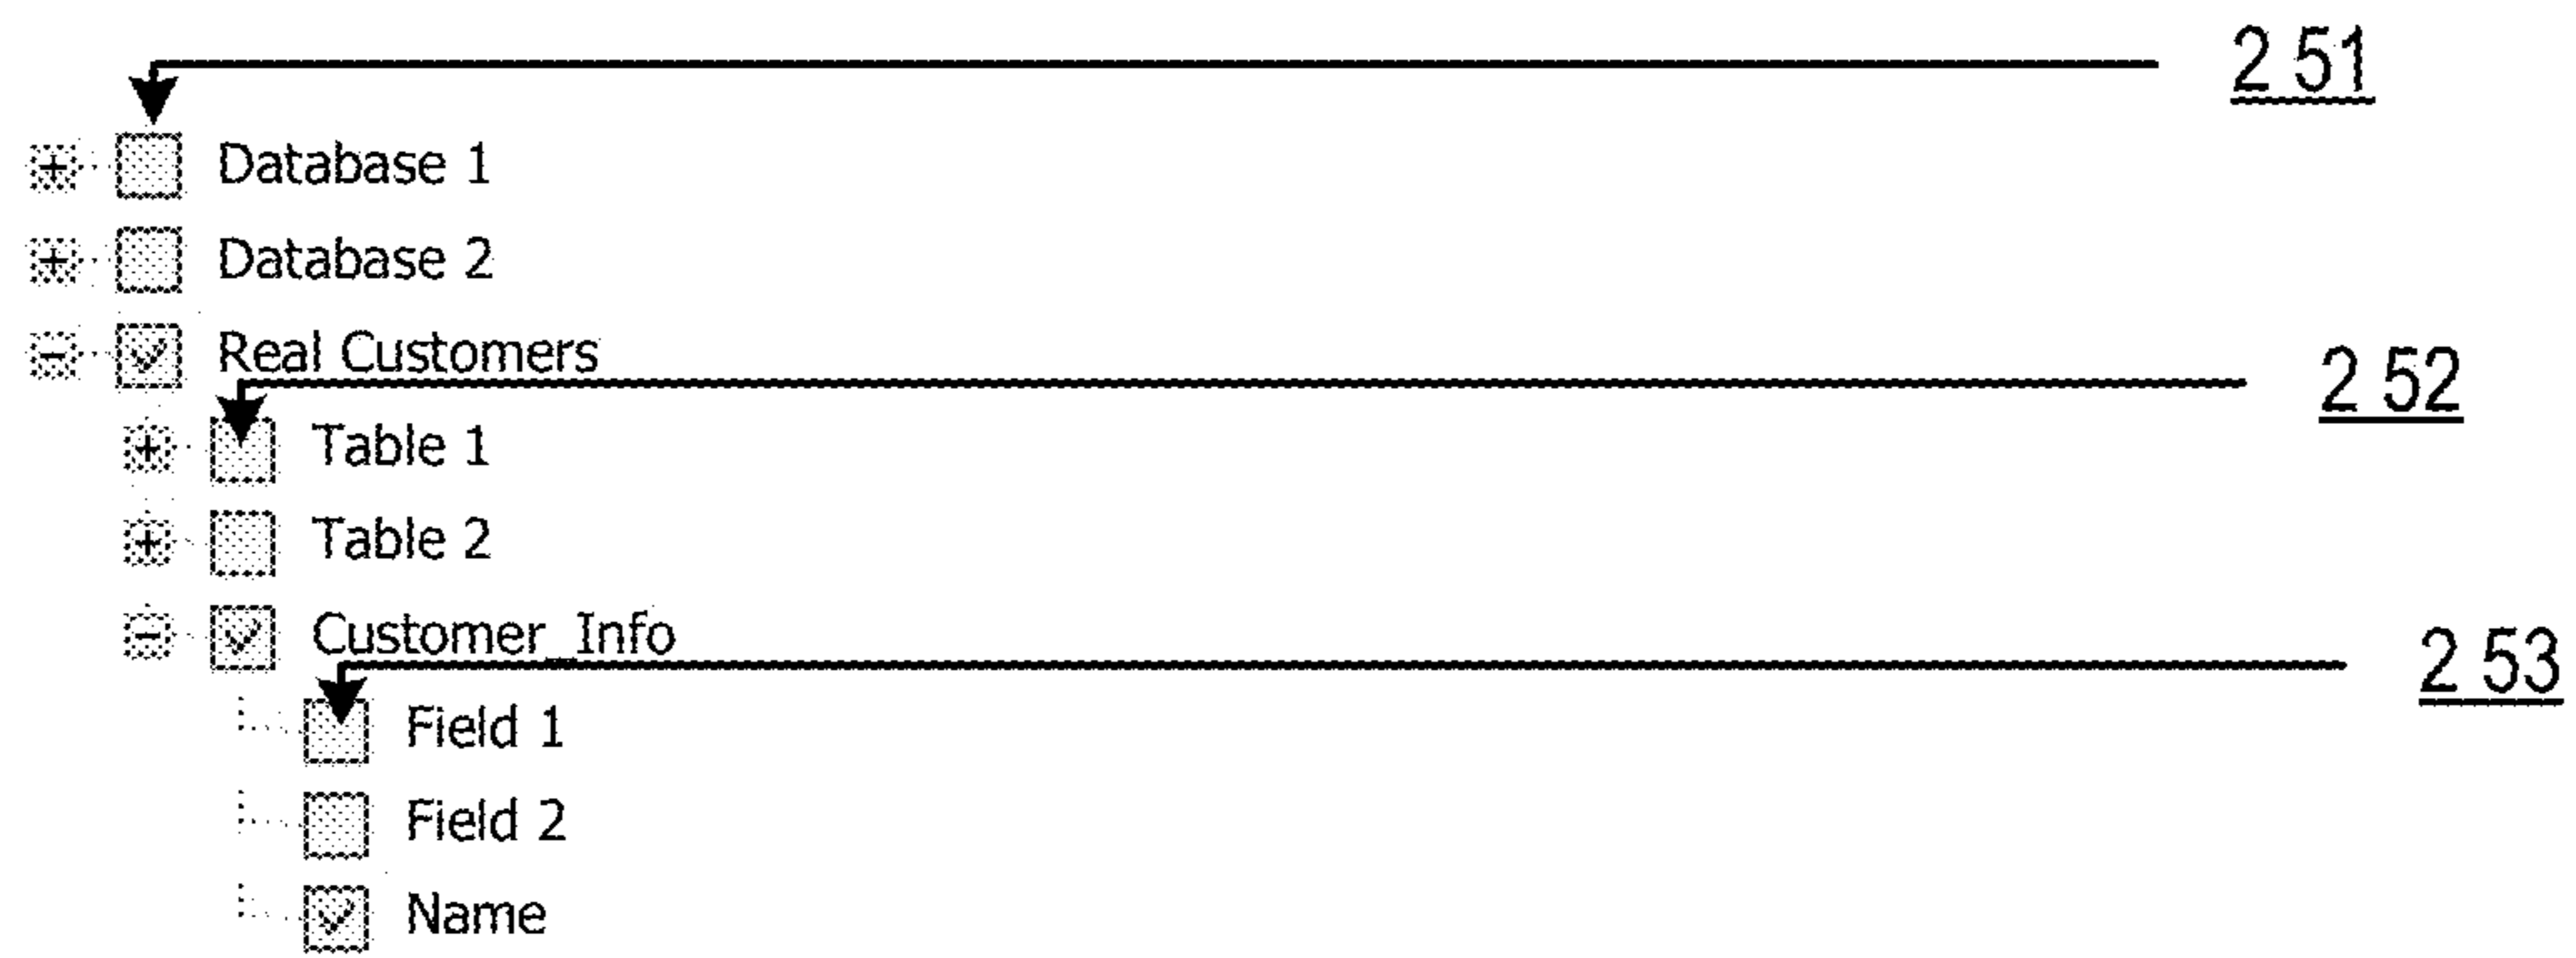 2 51
Database 1
Database 2
Real Customers
2 52
Table 1
Table 2
Customer_Info
2 53
Field 1
Field 2
Name